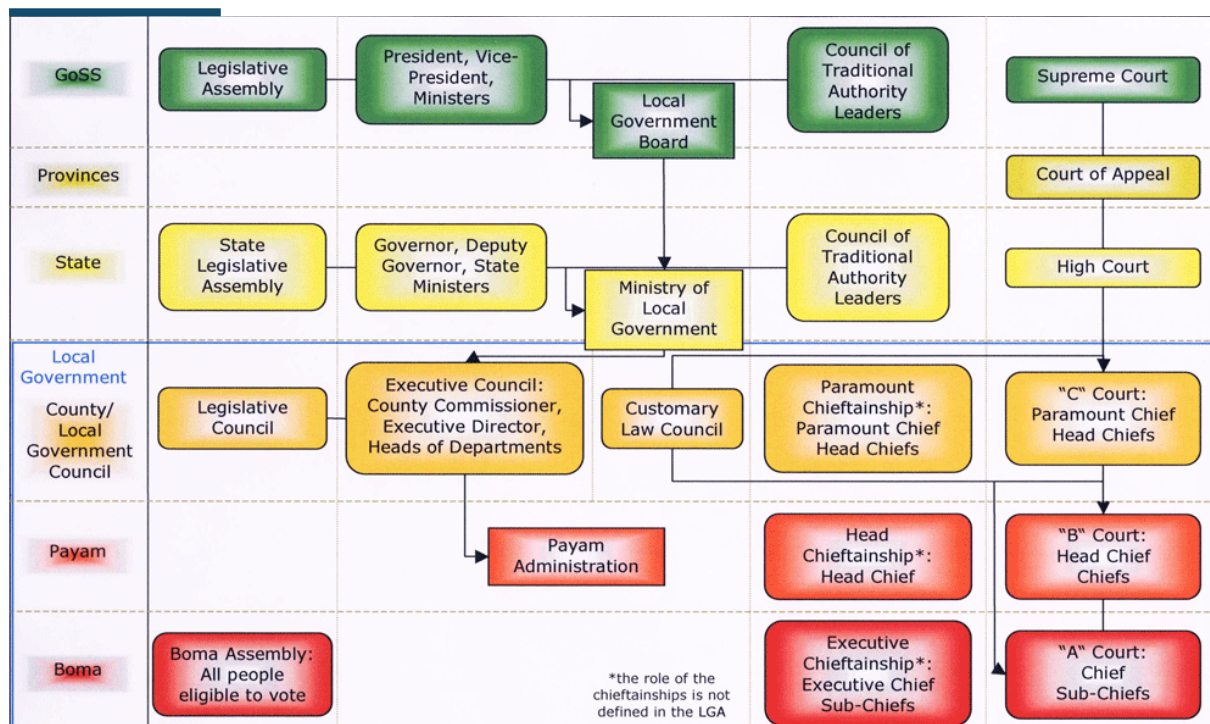 GoSS
Legislative
Assembly
President, Vice-
President,
Ministers
Local
Government
Board
Council of
Traditional
Authority
Leaders
Supreme Court
Provinces
Court of Appeal
State
State
Legislative
Assembly
Governor, Deputy
Governor, State
Ministers
Ministry of
Local
Government
Council of
Traditional
Authority
Leaders
High Court
Local
Government
County/
Local
Government
Council
Legislative
Council
Executive Council:
County Commissioner,
Executive Director,
Heads of Departments
Customary
Law Council
Paramount
Chieftainship*:
Paramount Chief
Head Chiefs
"C" Court:
Paramount Chief
Head Chiefs
Payam
Payam
Administration
Head
Chieftainship*:
Head Chief
"B" Court:
Head Chief
Chiefs
Boma
Boma Assembly:
All people
eligible to vote
*the role of the
chieftainships is not
defined in the LGA
Executive
Chieftainship*:
Executive Chief
Sub-Chiefs
"A" Court:
Chief
Sub-Chiefs